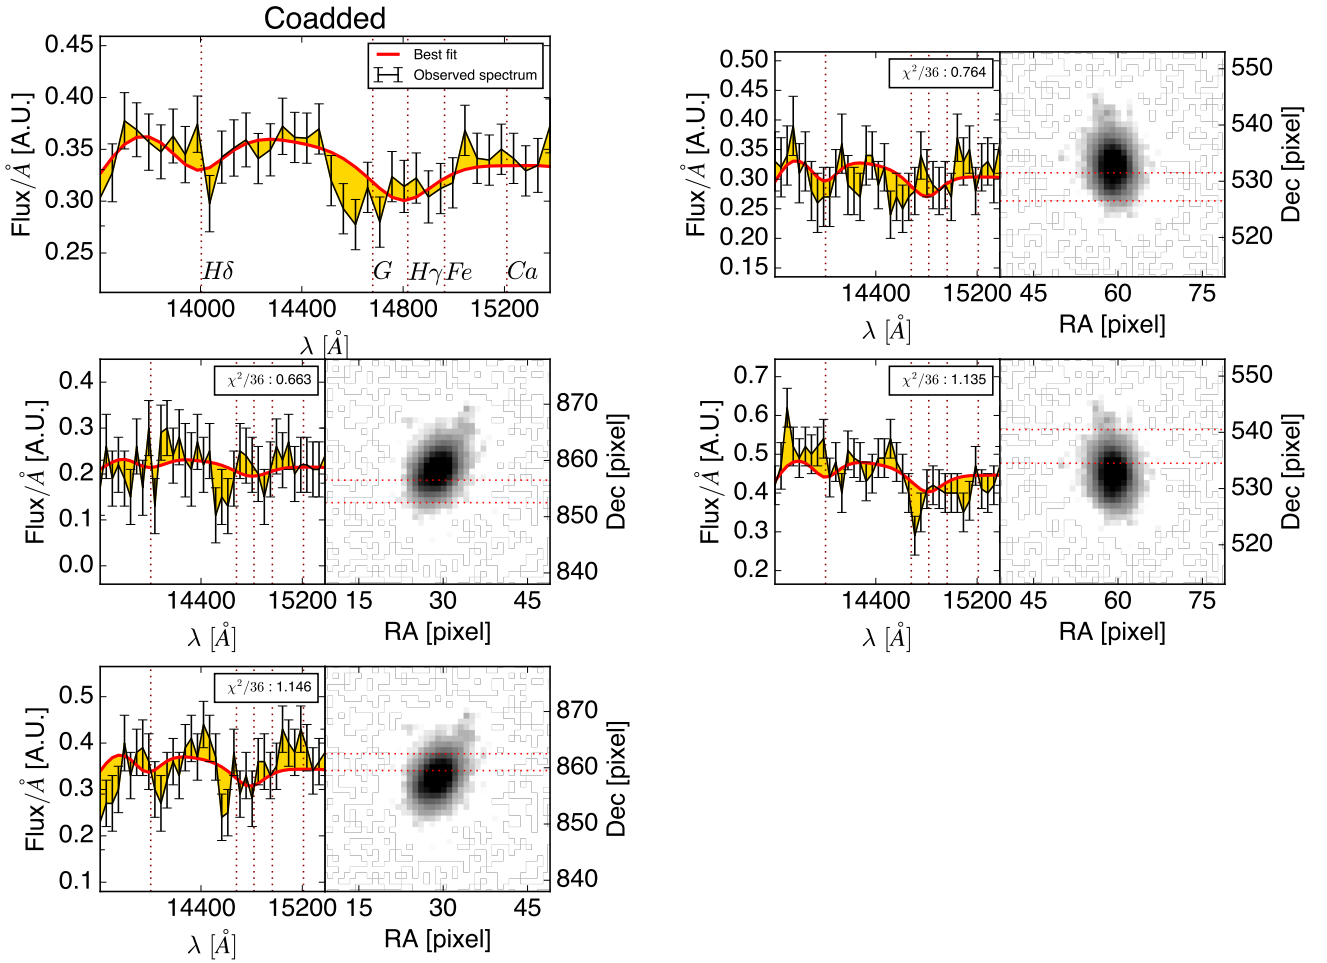 Coadded
Flux/Å [A.U.]
0.45
0.40
0.35
0.30
0.25
Best fit
Observed spectrum
Hδ
G
Hγ
Fe
Ca
14000
14400
14800
15200
λ [Å]
Flux/Å [A.U.]
0.50
0.45
0.40
0.35
0.30
0.25
0.20
0.15
χ²/36 : 0.764
14400
15200
λ [Å]
45
60
75
RA [pixel]
550
540
530
520
Dec [pixel]
Flux/Å [A.U.]
0.4
0.3
0.2
0.1
0.0
χ²/36 : 0.663
14400
15200
λ [Å]
15
30
45
RA [pixel]
870
860
850
840
Dec [pixel]
Flux/Å [A.U.]
0.7
0.6
0.5
0.4
0.3
0.2
χ²/36 : 1.135
14400
15200
λ [Å]
45
60
75
RA [pixel]
550
540
530
520
Dec [pixel]
Flux/Å [A.U.]
0.5
0.4
0.3
0.2
0.1
χ²/36 : 1.146
14400
15200
λ [Å]
15
30
45
RA [pixel]
870
860
850
840
Dec [pixel]